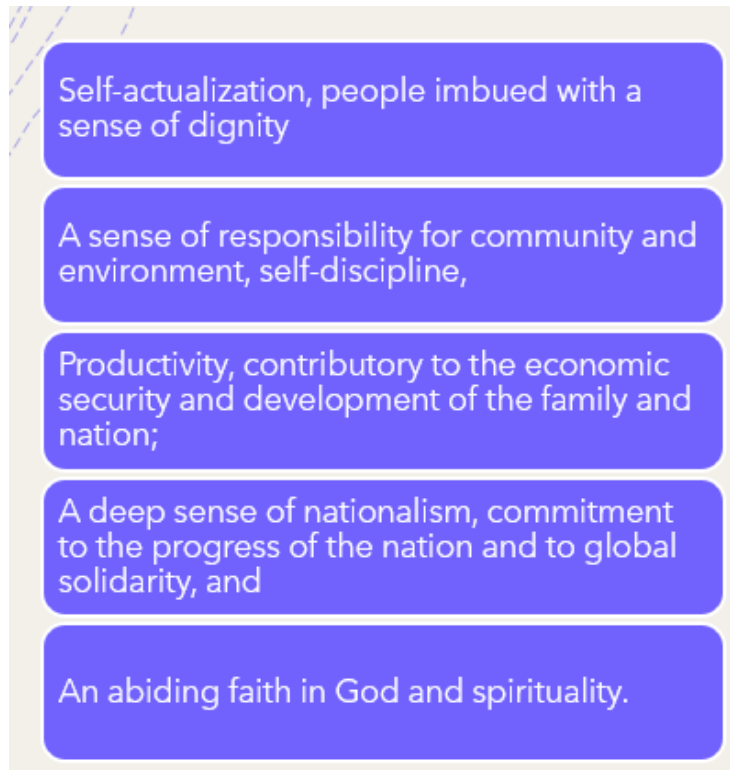 Self-actualization, people imbued with a
sense of dignity
A sense of responsibility for community and
environment, self-discipline,
Productivity, contributory to the economic
security and development of the family and
nation;
A deep sense of nationalism, commitment
to the progress of the nation and to global
solidarity, and
An abiding faith in God and spirituality.